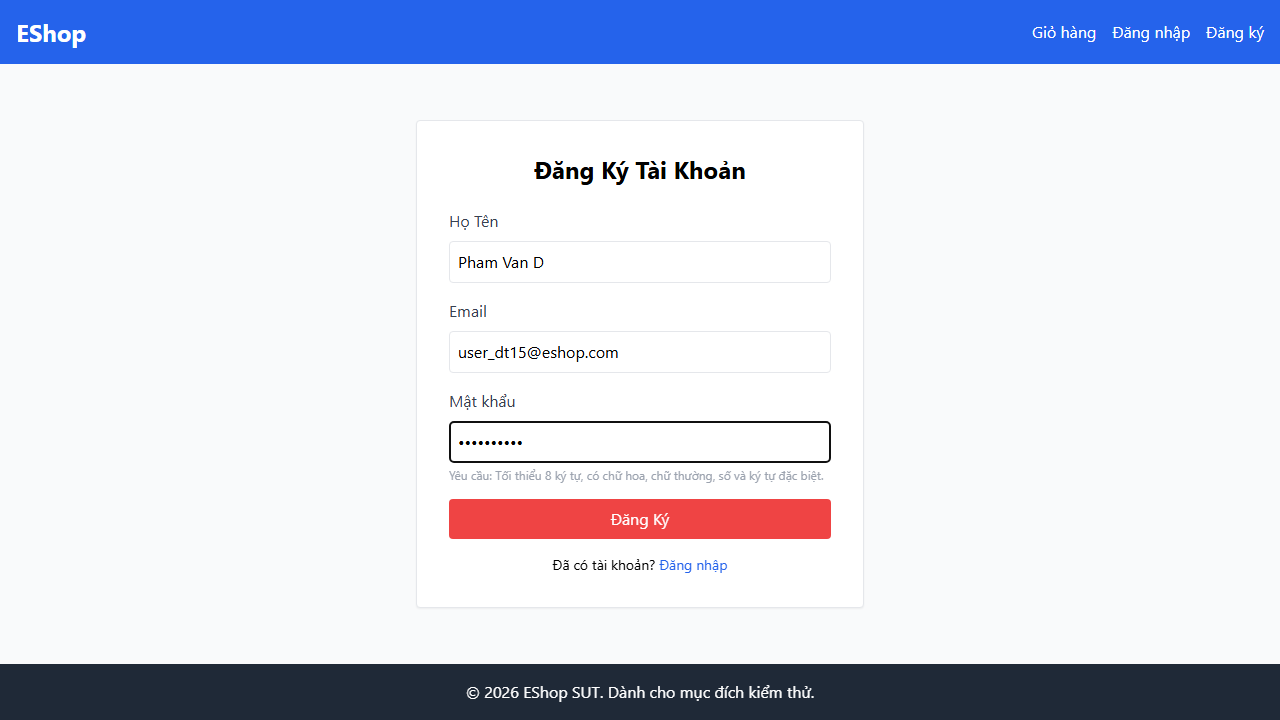 EShop
Giỏ hàng Đăng nhập Đăng ký
Đăng Ký Tài Khoản
Họ Tên
Pham Van D
Email
user_dt15@eshop.com
Mật khẩu
••••••••••
Yêu cầu: Tối thiểu 8 ký tự, có chữ hoa, chữ thường, số và ký tự đặc biệt.
Đăng Ký
Đã có tài khoản? Đăng nhập
© 2026 EShop SUT. Dành cho mục đích kiểm thử.